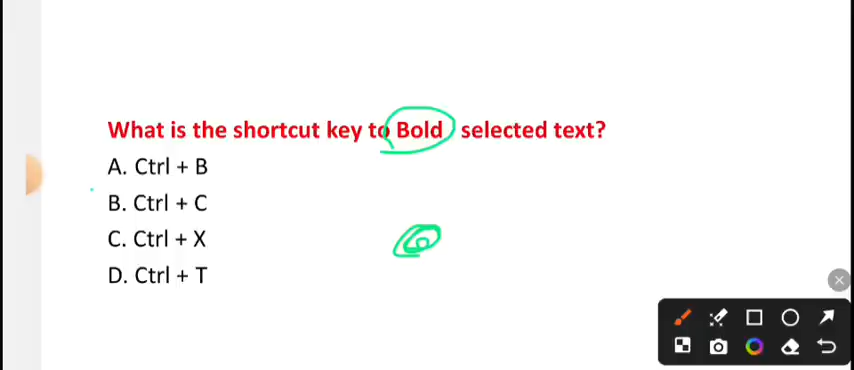 What is the shortcut key to Bold selected text?
A. Ctrl + B
B. Ctrl + C
C. Ctrl + X
D. Ctrl + T